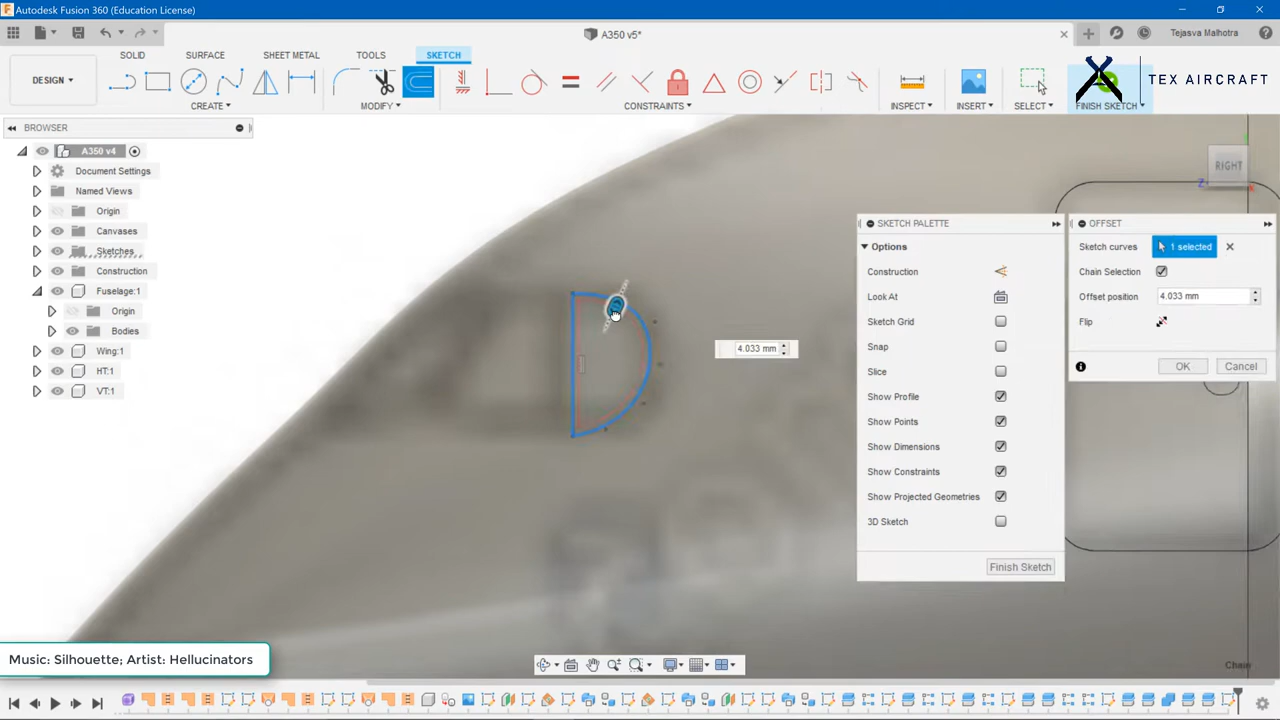 Autodesk Fusion 360 (Education License)
A350 v5*
Tejasva Malhotra
DESIGN
SOLID
SURFACE
SHEET METAL
TOOLS
SKETCH
CREATE
MODIFY
CONSTRAINTS
INSPECT
INSERT
SELECT
FINISH SKETCH
TEX AIRCRAFT
BROWSER
A350 v4
Document Settings
Named Views
Origin
Canvases
Sketches
Construction
Fuselage:1
Origin
Bodies
Wing:1
HT:1
VT:1
RIGHT
Z
SKETCH PALETTE
Options
Construction
Look At
Sketch Grid
Snap
Slice
Show Profile
Show Points
Show Dimensions
Show Constraints
Show Projected Geometries
3D Sketch
Finish Sketch
OFFSET
Sketch curves
1 selected
Chain Selection
Offset position
4.033 mm
Flip
OK
Cancel
4.033 mm
Chain
Music: Silhouette; Artist: Hellucinators